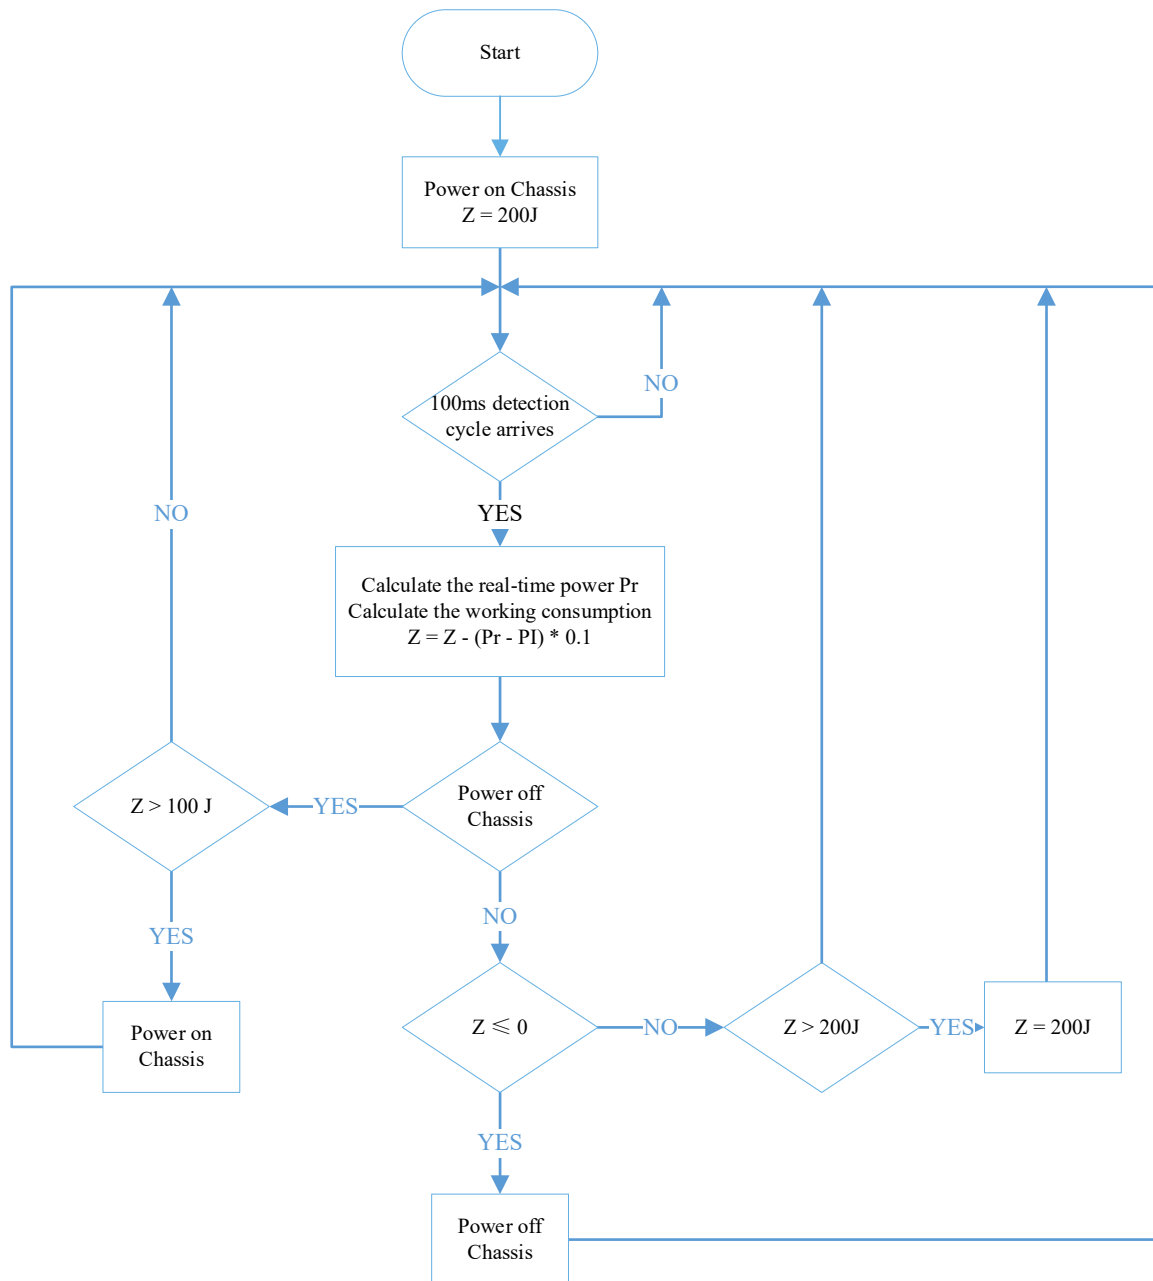 Start
Power on Chassis
Z = 200J
100ms detection
cycle arrives
NO
NO
YES
Calculate the real-time power Pr
Calculate the working consumption
Z = Z - (Pr - PI) * 0.1
Z > 100 J
YES
Power off
Chassis
NO
YES
Power on
Chassis
Z ⩽ 0
NO
Z > 200J
YES
Z = 200J
YES
Power off
Chassis